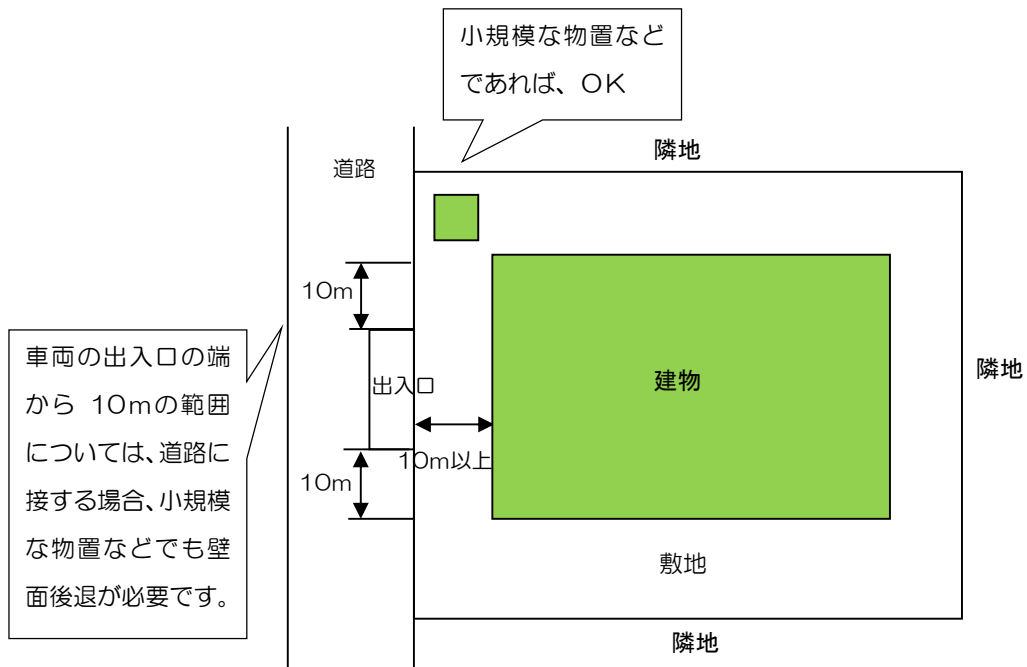 小規模な物置など
であれば、OK
隣地
道路
10m
車両の出入口の端
から 10mの範囲
については、道路に
接する場合、小規模
な物置などでも壁
面後退が必要です。
出入口
建物
隣地
10m以上
10m
敷地
隣地